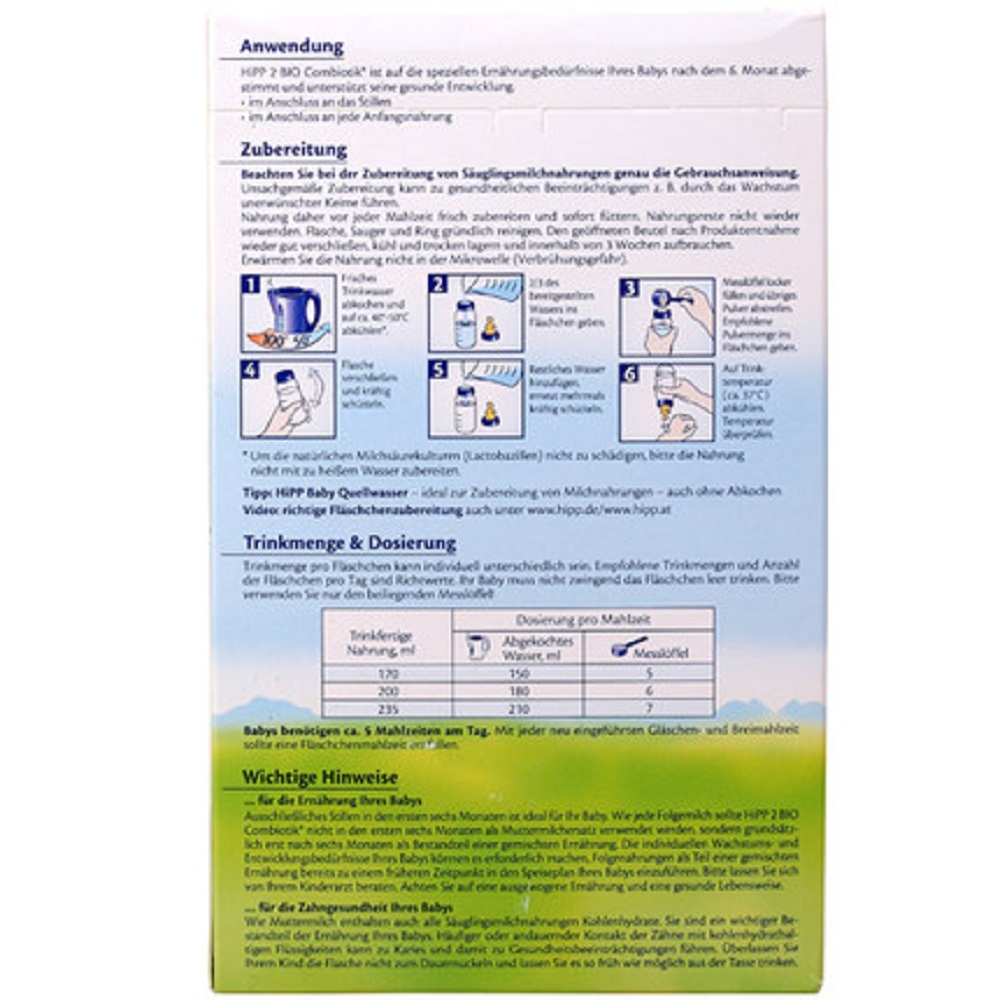 Anwendung
HiPP 2 BIO Combiotik® ist auf die speziellen Ernährungsbedürfnisse Ihres Babys nach dem 6. Monat abge-
stimmt und unterstützt seine gesunde Entwicklung.
• im Anschluss an das Stillen
• im Anschluss an jede Anfangsnahrung
Zubereitung
Beachten Sie bei der Zubereitung von Säuglingsmilchnahrungen genau die Gebrauchsanweisung.
Unsachgemäße Zubereitung kann zu gesundheitlichen Beeinträchtigungen z. B. durch das Wachstum
unerwünschter Keime führen.
Nahrung daher vor jeder Mahlzeit frisch zubereiten und sofort füttern. Nahrungsreste nicht wieder
verwenden. Flasche, Sauger und Ring gründlich reinigen. Den geöffneten Beutel nach Produktentnahme
wieder gut verschließen, kühl und trocken lagern und innerhalb von 3 Wochen aufbrauchen.
Erwärmen Sie die Nahrung nicht in der Mikrowelle (Verbrühungsgefahr).
1
100° 50°
Frisches
Trinkwasser
abkochen und
auf ca. 40°-50°C
abkühlen*.
2
2/3 des
bereitgestellten
Wassers ins
Fläschchen geben.
3
Messlöffel locker
füllen und übriges
Pulver abstreifen.
Empfohlene
Pulvermenge ins
Fläschchen geben.
4
Flasche
verschließen
und kräftig
schütteln.
5
Restliches Wasser
hinzufügen,
erneut mehrmals
kräftig schütteln.
6
Auf Trink-
temperatur
(ca. 37°C)
abkühlen.
Temperatur
überprüfen.
* Um die natürlichen Milchsäurekulturen (Lactobazillen) nicht zu schädigen, bitte die Nahrung
nicht mit zu heißem Wasser zubereiten.
Tipp: HiPP Baby Quellwasser – ideal zur Zubereitung von Milchnahrungen – auch ohne Abkochen
Video: richtige Fläschchenzubereitung auch unter www.hipp.de/www.hipp.at
Trinkmenge & Dosierung
Trinkmenge pro Fläschchen kann individuell unterschiedlich sein. Empfohlene Trinkmengen und Anzahl
der Fläschchen pro Tag sind Richtwerte. Ihr Baby muss nicht zwingend das Fläschchen leer trinken. Bitte
verwenden Sie nur den beiliegenden Messlöffel!
Dosierung pro Mahlzeit
Trinkfertige
Nahrung, ml
Abgekochtes
Wasser, ml
Messlöffel
170 150 5
200 180 6
235 210 7
Babys benötigen ca. 5 Mahlzeiten am Tag. Mit jeder neu eingeführten Gläschen- und Breimahlzeit
sollte eine Fläschchenmahlzeit entfallen.
Wichtige Hinweise
... für die Ernährung Ihres Babys
Ausschließliches Stillen in den ersten sechs Monaten ist ideal für Ihr Baby. Wie jede Folgemilch sollte HiPP 2 BIO
Combiotik® nicht in den ersten sechs Monaten als Muttermilchersatz verwendet werden, sondern grundsätz-
lich erst nach sechs Monaten als Bestandteil einer gemischten Ernährung. Die individuellen Wachstums- und
Entwicklungsbedürfnisse Ihres Babys können es erforderlich machen, Folgenahrungen als Teil einer gemischten
Ernährung bereits zu einem früheren Zeitpunkt in den Speiseplan Ihres Babys einzuführen. Bitte lassen Sie sich
von Ihrem Kinderarzt beraten. Achten Sie auf eine ausgewogene Ernährung und eine gesunde Lebensweise.
... für die Zahngesundheit Ihres Babys
Wie Muttermilch enthalten auch alle Säuglingsmilchnahrungen Kohlenhydrate. Sie sind ein wichtiger Be-
standteil der Ernährung Ihres Babys. Häufiger oder andauernder Kontakt der Zähne mit kohlenhydrathal-
tigen Flüssigkeiten kann zu Karies und damit zu Gesundheitsbeeinträchtigungen führen. Überlassen Sie
Ihrem Kind die Flasche nicht zum Dauernuckeln und lassen Sie es so früh wie möglich aus der Tasse trinken.